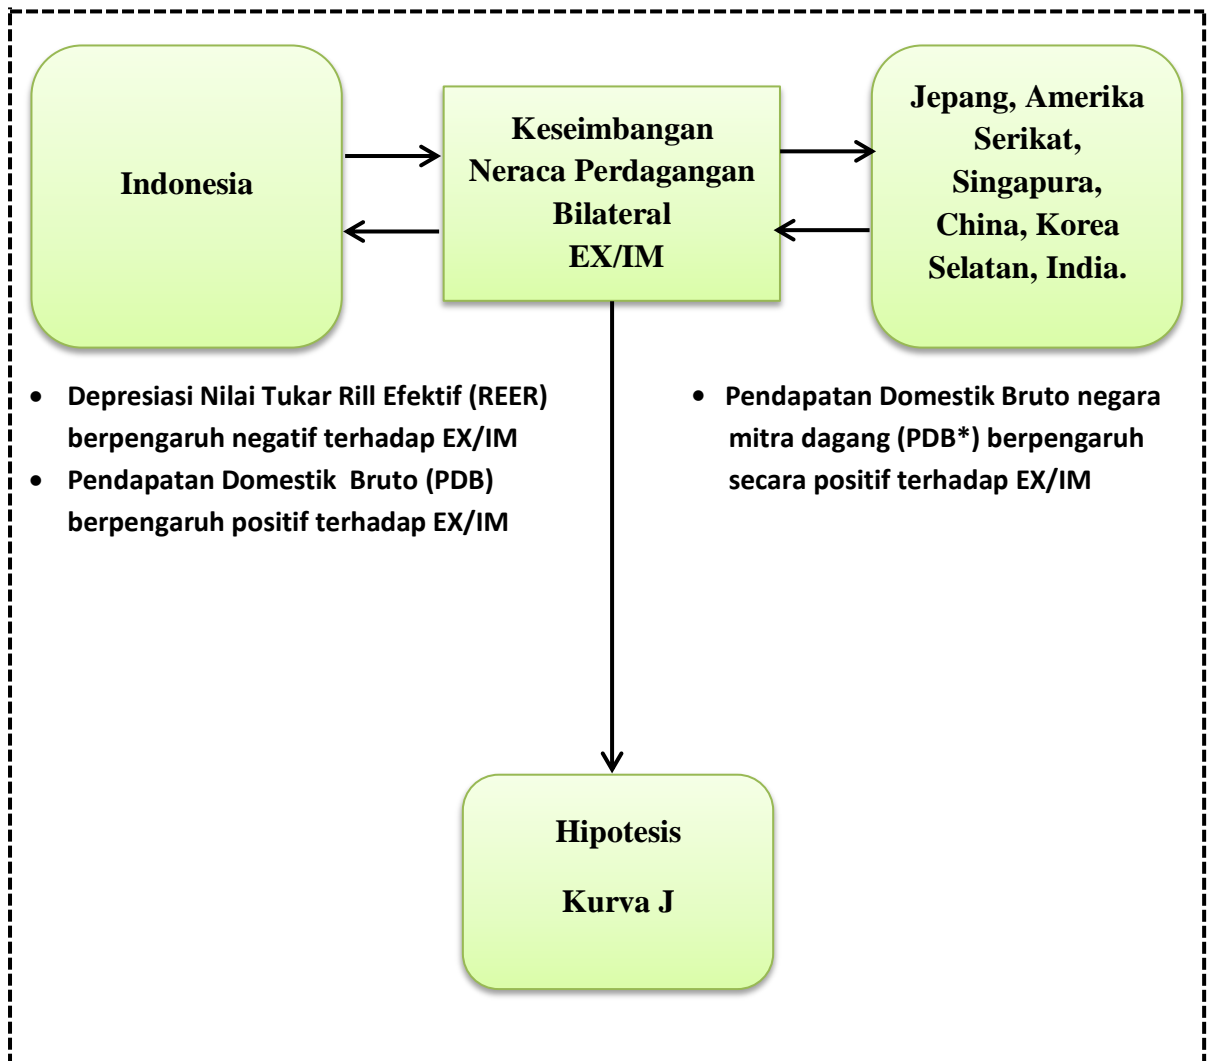 Indonesia
Keseimbangan
Neraca Perdagangan
Bilateral
EX/IM
Jepang, Amerika
Serikat,
Singapura,
China, Korea
Selatan, India.
• Depresiasi Nilai Tukar Rill Efektif (REER)
berpengaruh negatif terhadap EX/IM
• Pendapatan Domestik Bruto (PDB)
berpengaruh positif terhadap EX/IM
• Pendapatan Domestik Bruto negara
mitra dagang (PDB*) berpengaruh
secara positif terhadap EX/IM
Hipotesis
Kurva J